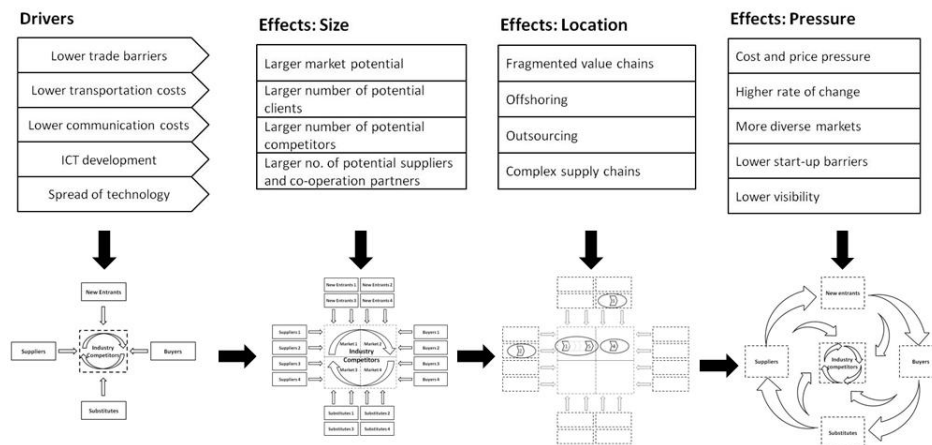 Drivers
Lower trade barriers
Lower transportation costs
Lower communication costs
ICT development
Spread of technology
Effects: Size
Larger market potential
Larger number of potential
clients
Larger number of potential
competitors
Larger no. of potential suppliers
and co-operation partners
Effects: Location
Fragmented value chains
Offshoring
Outsourcing
Complex supply chains
Effects: Pressure
Cost and price pressure
Higher rate of change
More diverse markets
Lower start-up barriers
Lower visibility
New Entrants
Suppliers
Industry
Competitors
Buyers
Substitutes
New Entrants 1
New Entrants 2
New Entrants 3
New Entrants 4
Suppliers 1
Suppliers 2
Suppliers 3
Suppliers 4
Market 1
Market 2
Industry
Competitors
Market 3
Buyers 1
Buyers 2
Buyers 3
Buyers 4
Substitutes 1
Substitutes 2
Substitutes 3
Substitutes 4
New entrants
Suppliers
Industry
competitors
Buyers
Substitutes